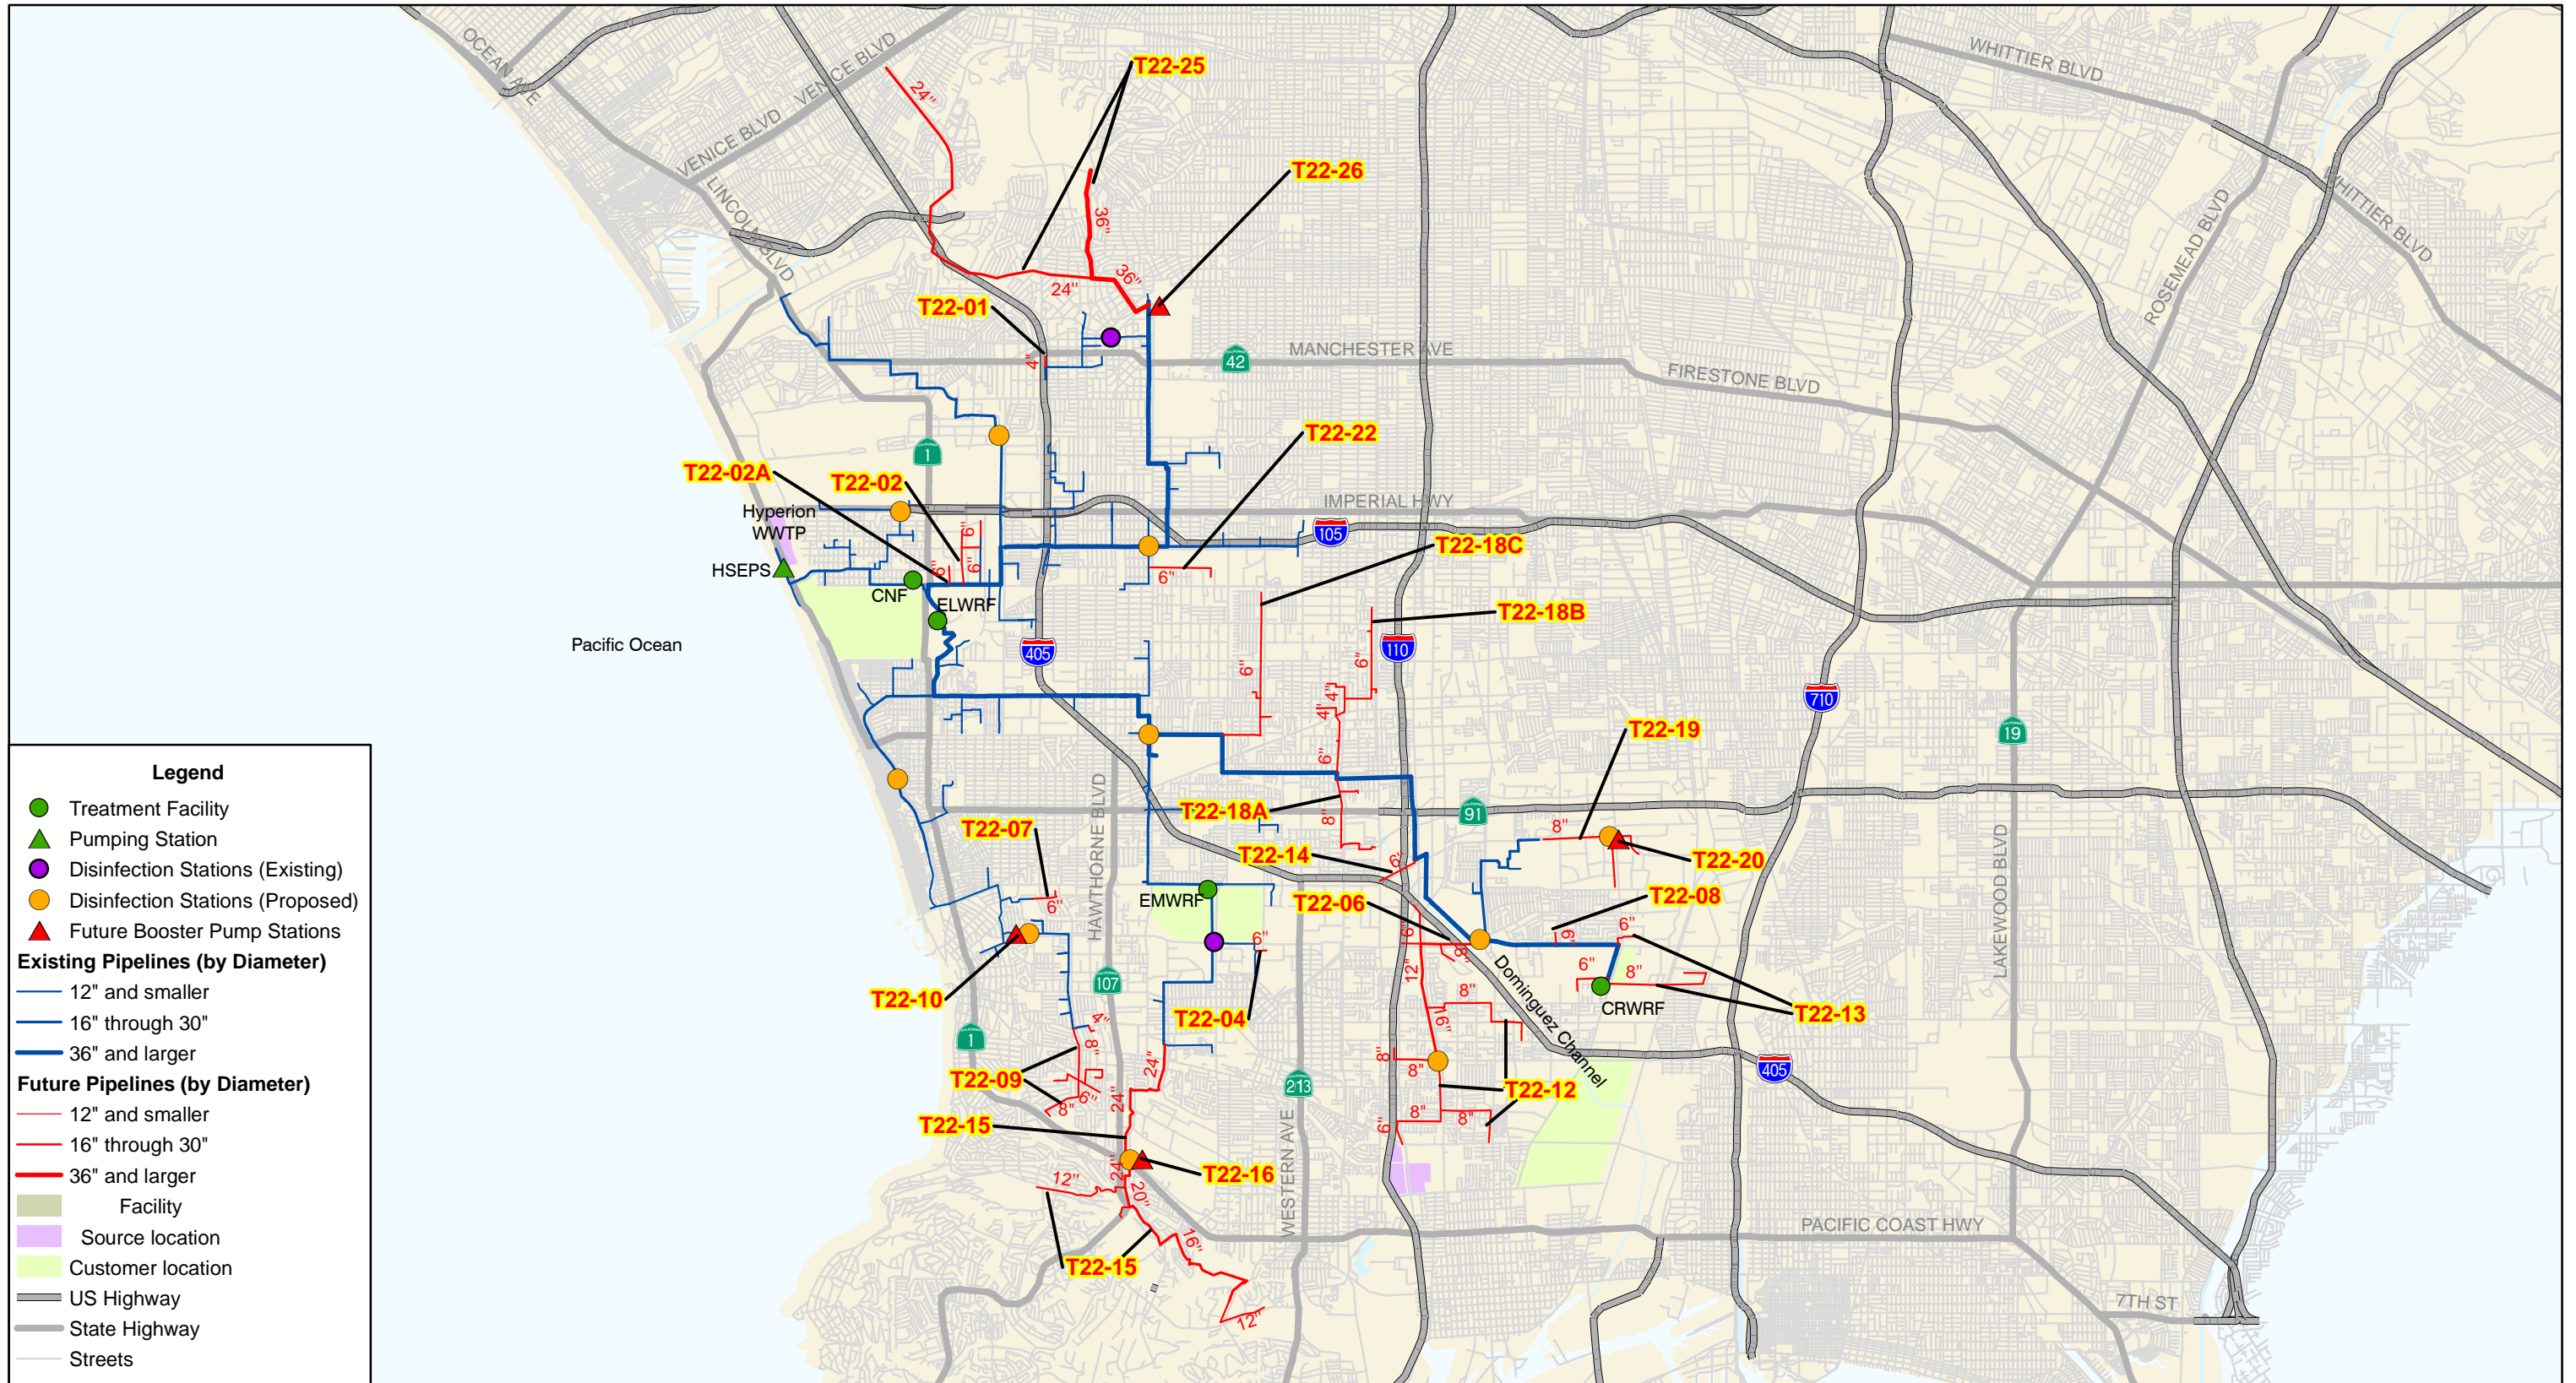 OCEAN AVE
VENICE BLVD
VENICE BLVD
LINCOLN BLVD
WHITTIER BLVD
WHITTIER BLVD
ROSEMEAD BLVD
24"
T22-25
T22-26
36"
36"
24"
T22-01
4"
MANCHESTER AVE
CALIFORNIA
42
FIRESTONE BLVD
CALIFORNIA
1
T22-22
T22-02A
T22-02
Hyperion
WWTP
IMPERIAL HWY
105
6"
6"
6"
6"
T22-18C
HSEPS
CNF
ELWRF
T22-18B
Pacific Ocean
405
110
6"
6"
4"
4"
6"
710
CALIFORNIA
19
T22-19
T22-18A
8"
CALIFORNIA
91
8"
T22-07
HAWTHORNE BLVD
T22-14
6"
T22-20
6"
EMWRF
T22-06
T22-08
LAKEWOOD BLVD
6"
6"
8"
6"
6"
T22-10
CALIFORNIA
107
12"
Dominguez Channel
6"
8"
CRWRF
T22-13
T22-04
8"
16"
4"
8"
CALIFORNIA
1
24"
8"
8"
405
T22-09
6"
8"
24"
CALIFORNIA
213
T22-12
8"
8"
6"
T22-15
WESTERN AVE
24"
T22-16
12"
20"
16"
T22-15
12"
PACIFIC COAST HWY
7TH ST
Legend
Treatment Facility
Pumping Station
Disinfection Stations (Existing)
Disinfection Stations (Proposed)
Future Booster Pump Stations
Existing Pipelines (by Diameter)
12" and smaller
16" through 30"
36" and larger
Future Pipelines (by Diameter)
12" and smaller
16" through 30"
36" and larger
Facility
Source location
Customer location
US Highway
State Highway
Streets